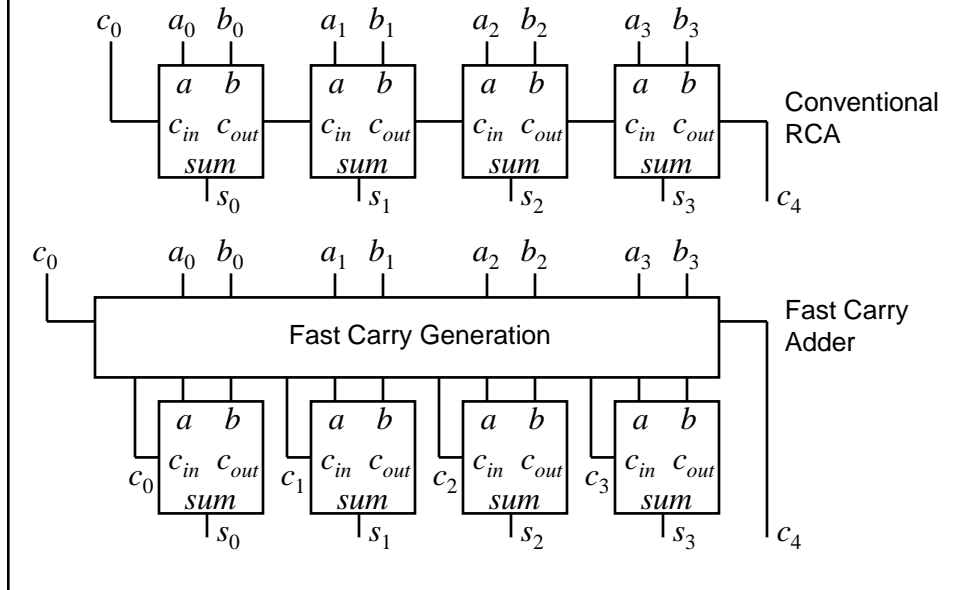 c0 a0 b0 a1 b1 a2 b2 a3 b3
a b a b a b a b
Conventional
RCA
cin cout cin cout cin cout cin cout
sum sum sum sum
s0 s1 s2 s3 c4
c0 a0 b0 a1 b1 a2 b2 a3 b3
Fast Carry
Adder
Fast Carry Generation
a b a b a b a b
c0 cin cout c1 cin cout c2 cin cout c3 cin cout
sum sum sum sum
s0 s1 s2 s3 c4